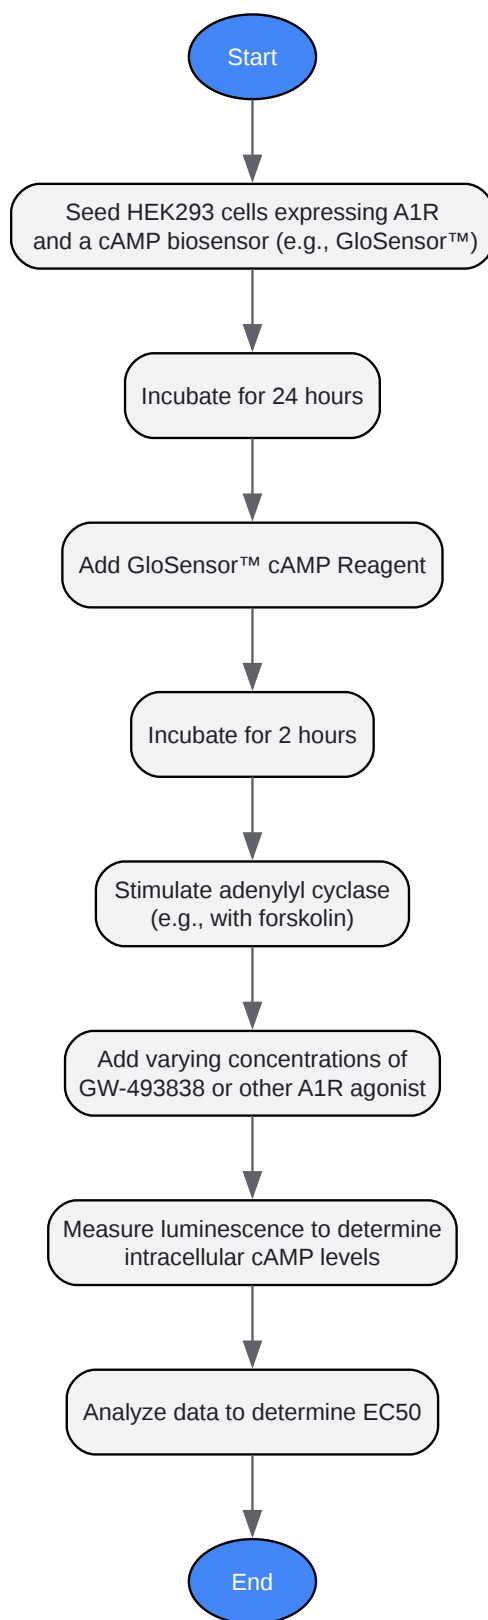 Start
Seed HEK293 cells expressing A1R
and a cAMP biosensor (e.g., GloSensor™)
Incubate for 24 hours
Add GloSensor™ cAMP Reagent
Incubate for 2 hours
Stimulate adenylyl cyclase
(e.g., with forskolin)
Add varying concentrations of
GW-493838 or other A1R agonist
Measure luminescence to determine
intracellular cAMP levels
Analyze data to determine EC50
End